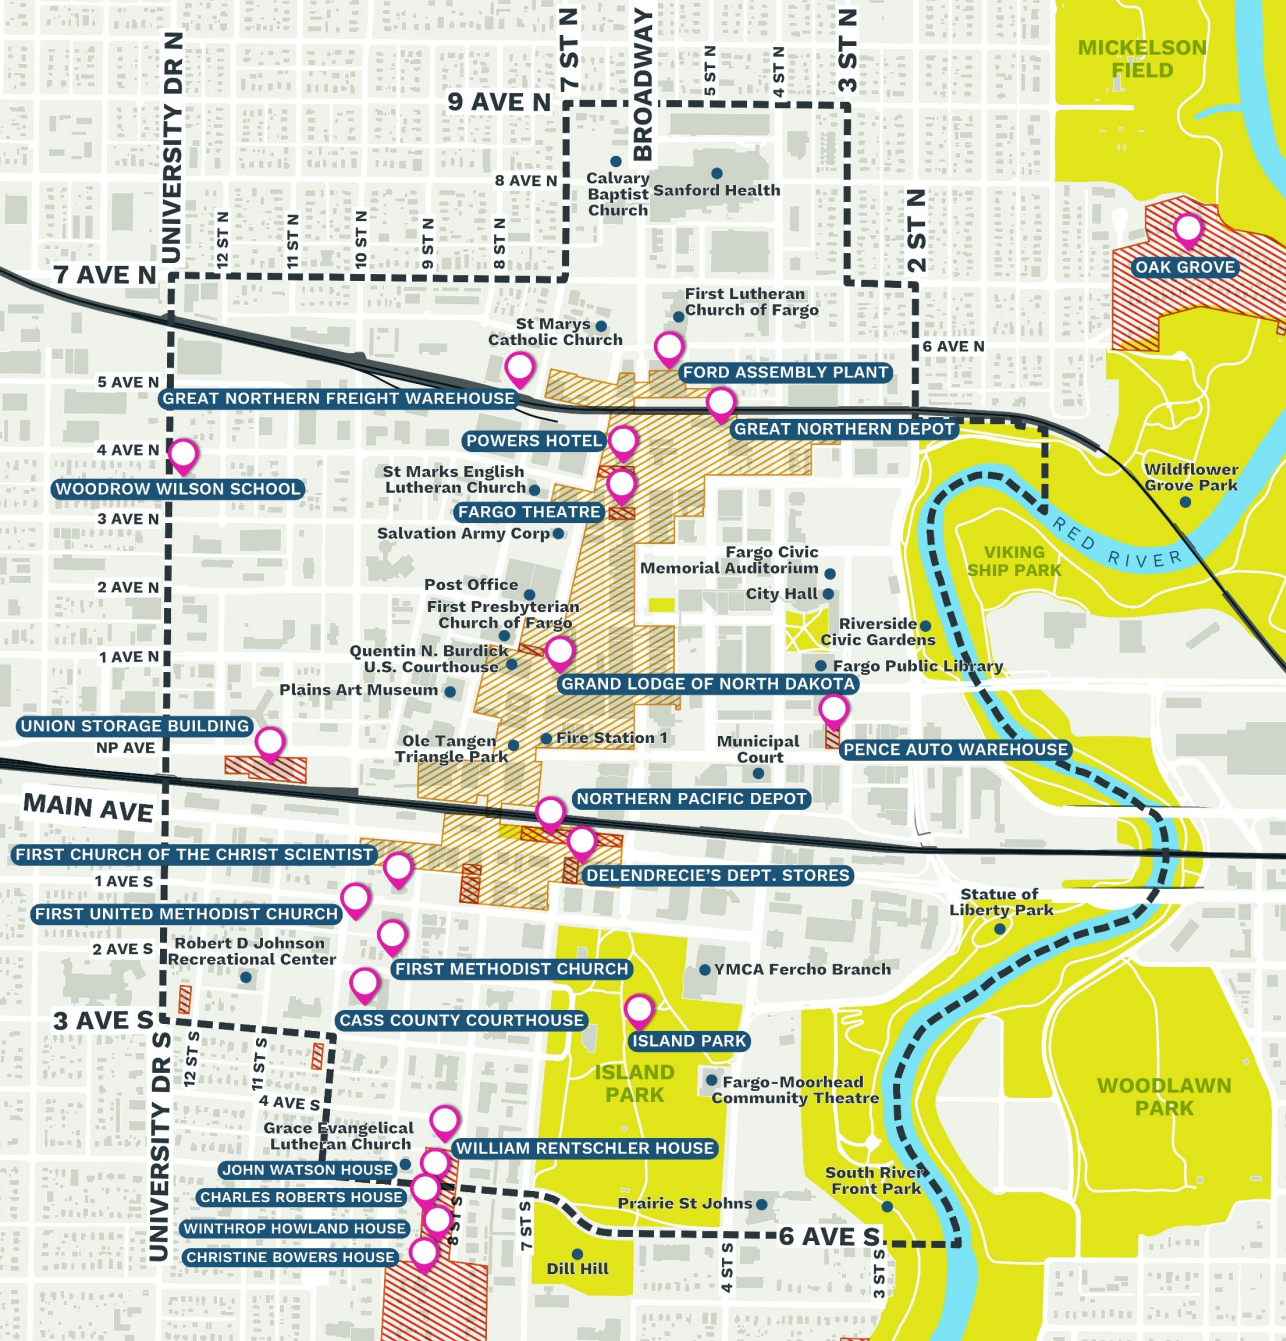 MICKELSON
FIELD
UNIVERSITY DR N
7 ST N
BROADWAY
5 ST N
4 ST N
3 ST N
9 AVE N
8 AVE N
Calvary
Baptist
Church
Sanford Health
2 ST N
12 ST N
11 ST N
10 ST N
9 ST N
8 ST N
7 AVE N
OAK GROVE
First Lutheran
Church of Fargo
St Marys
Catholic Church
6 AVE N
5 AVE N
FORD ASSEMBLY PLANT
GREAT NORTHERN FREIGHT WAREHOUSE
GREAT NORTHERN DEPOT
POWERS HOTEL
4 AVE N
WOODROW WILSON SCHOOL
St Marks English
Lutheran Church
Wildflower
Grove Park
FARGO THEATRE
3 AVE N
Salvation Army Corp
RED RIVER
Fargo Civic
Memorial Auditorium
VIKING
SHIP PARK
2 AVE N
Post Office
City Hall
First Presbyterian
Church of Fargo
Riverside
Civic Gardens
1 AVE N
Quentin N. Burdick
U.S. Courthouse
Fargo Public Library
Plains Art Museum
GRAND LODGE OF NORTH DAKOTA
UNION STORAGE BUILDING
NP AVE
Ole Tangen
Triangle Park
Fire Station 1
Municipal
Court
PENCE AUTO WAREHOUSE
MAIN AVE
NORTHERN PACIFIC DEPOT
FIRST CHURCH OF THE CHRIST SCIENTIST
1 AVE S
DELENDRECIE'S DEPT. STORES
FIRST UNITED METHODIST CHURCH
Statue of
Liberty Park
2 AVE S
Robert D Johnson
Recreational Center
FIRST METHODIST CHURCH
YMCA Fercho Branch
3 AVE S
CASS COUNTY COURTHOUSE
ISLAND PARK
UNIVERSITY DR S
12 ST S
11 ST S
4 AVE S
ISLAND
PARK
Fargo-Moorhead
Community Theatre
WOODLAWN
PARK
Grace Evangelical
Lutheran Church
WILLIAM RENTSCHLER HOUSE
JOHN WATSON HOUSE
CHARLES ROBERTS HOUSE
South River
Front Park
WINTHROP HOWLAND HOUSE
8 ST S
7 ST S
Prairie St Johns
6 AVE S
CHRISTINE BOWERS HOUSE
Dill Hill
4 ST S
3 ST S